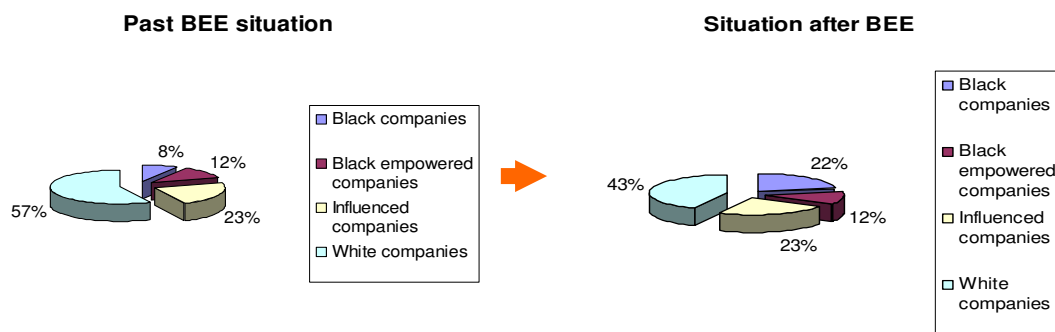 Past BEE situation
8%
12%
23%
57%
Black companies
Black empowered
companies
Influenced
companies
White companies
Situation after BEE
22%
12%
23%
43%
Black
companies
Black
empowered
companies
Influenced
companies
White
companies